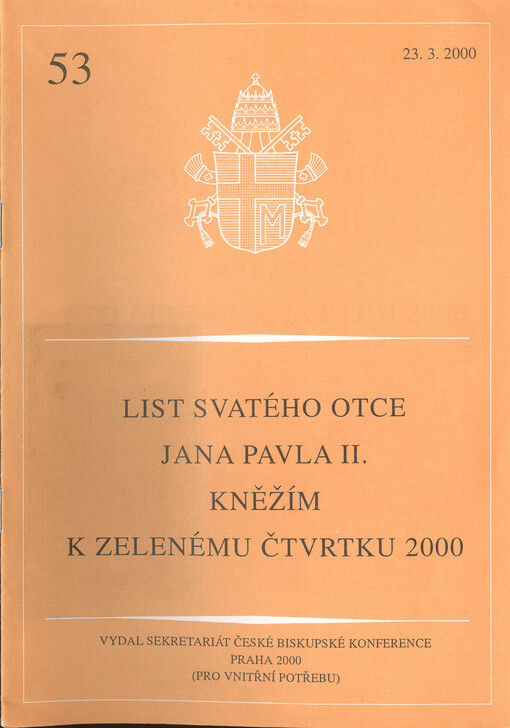 53
23. 3. 2000
M
LIST SVATÉHO OTCE
JANA PAVLA II.
KNĚŽÍM
K ZELENÉMU ČTVRTKU 2000
VYDAL SEKRETARIÁT ČESKÉ BISKUPSKÉ KONFERENCE
PRAHA 2000
(PRO VNITŘNÍ POTŘEBU)